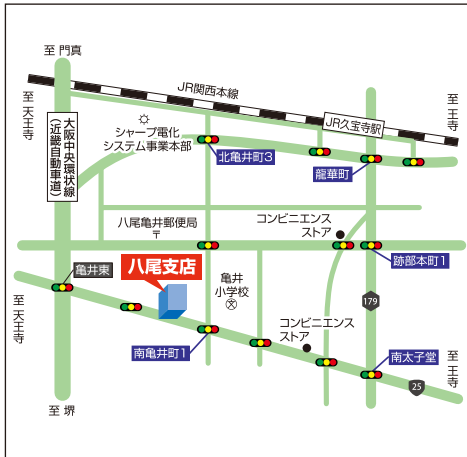 至 門真
JR関西本線
至 天王寺
至 王寺
大阪中央環状線
(近畿自動車道)
シャープ電化
システム事業本部
JR久宝寺駅
北亀井町3
龍華町
八尾亀井郵便局
〒
コンビニエンス
ストア
亀井東
八尾支店
亀井
小学校
文
跡部本町1
179
至 天王寺
南亀井町1
コンビニエンス
ストア
南太子堂
至 王寺
25
至 堺